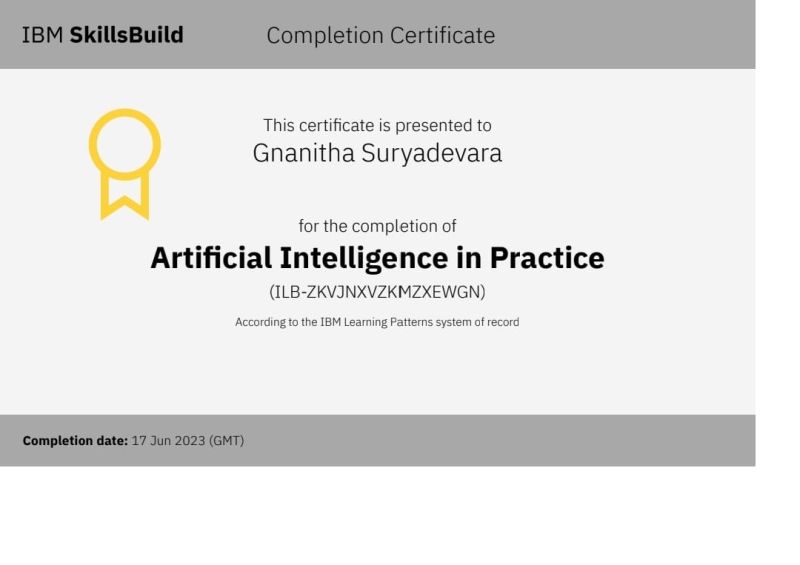 IBM SkillsBuild Completion Certificate
This certificate is presented to
Gnanitha Suryadevara
for the completion of
Artificial Intelligence in Practice
(ILB-ZKVJNXVZKMZXEWGN)
According to the IBM Learning Patterns system of record
Completion date: 17 Jun 2023 (GMT)